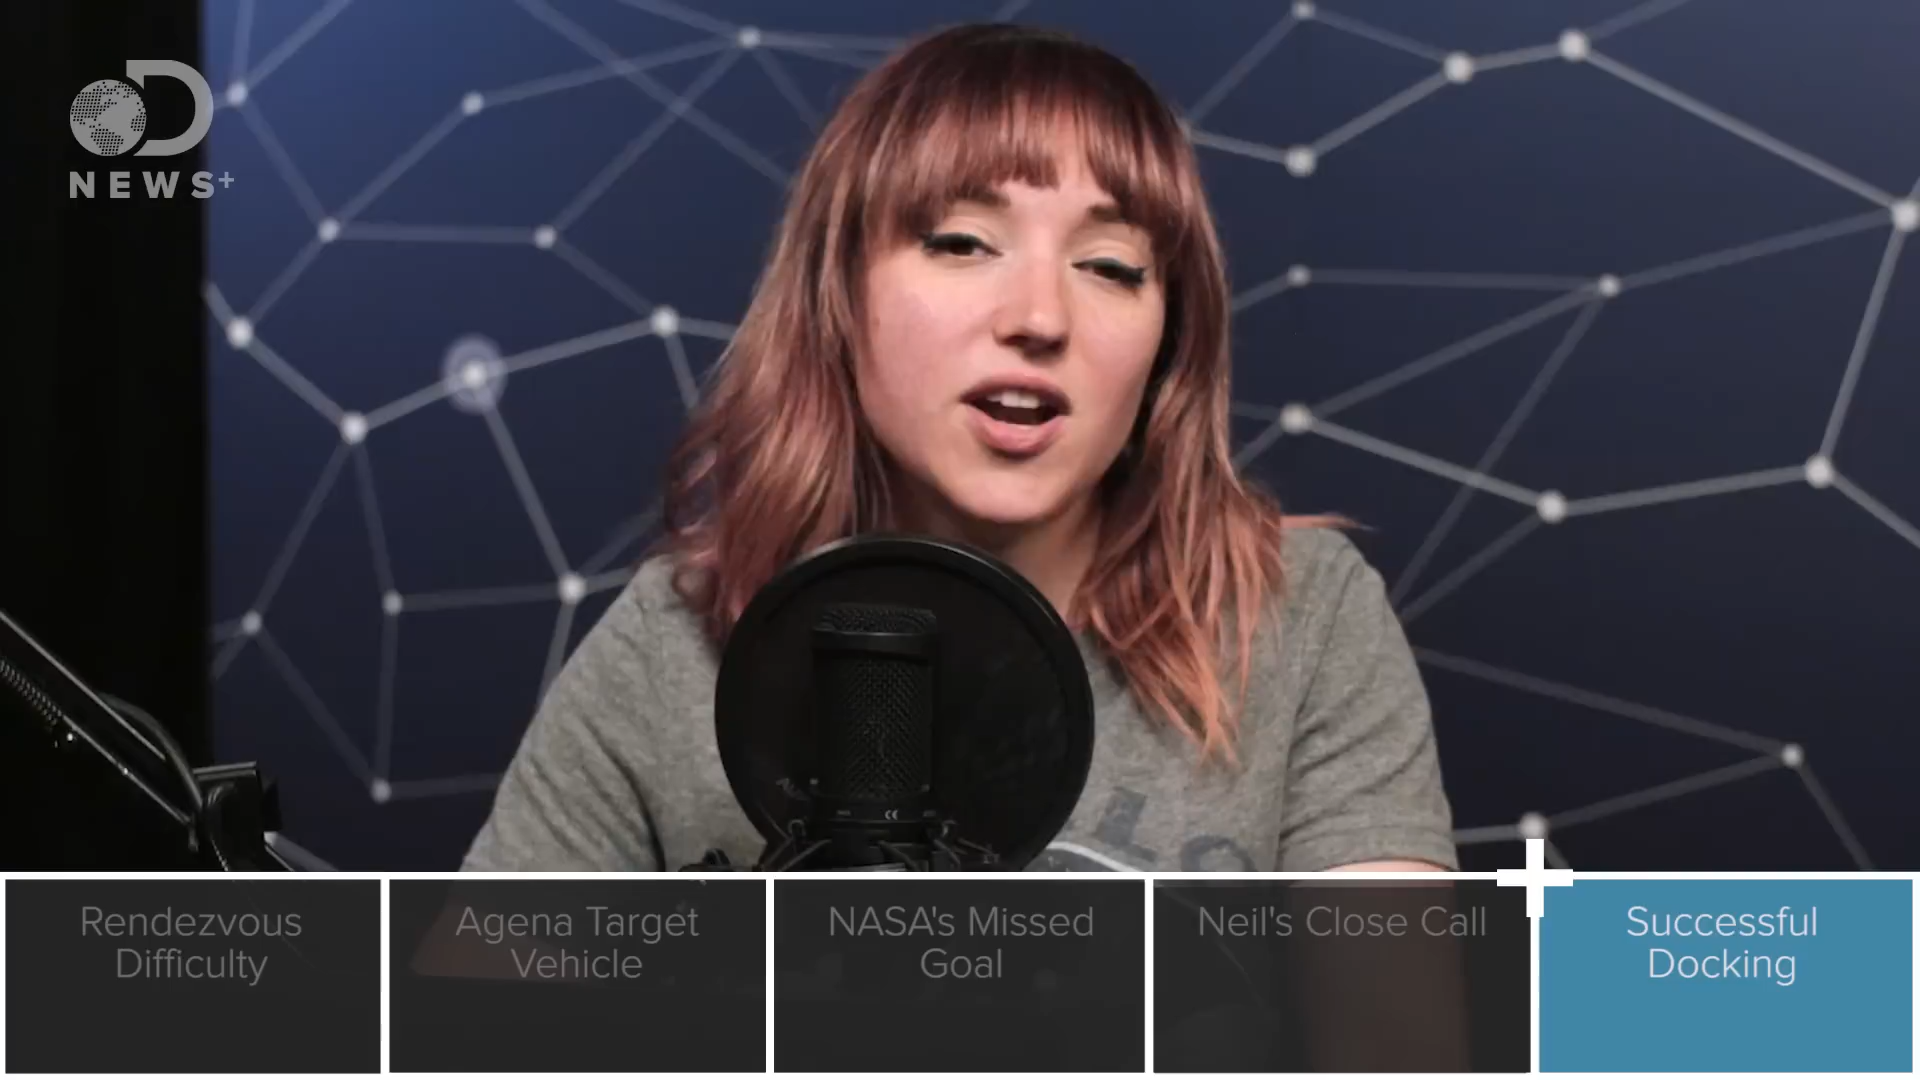 NEWS+
Rendezvous
Difficulty
Agena Target
Vehicle
NASA's Missed
Goal
Neil's Close Call
Successful
Docking